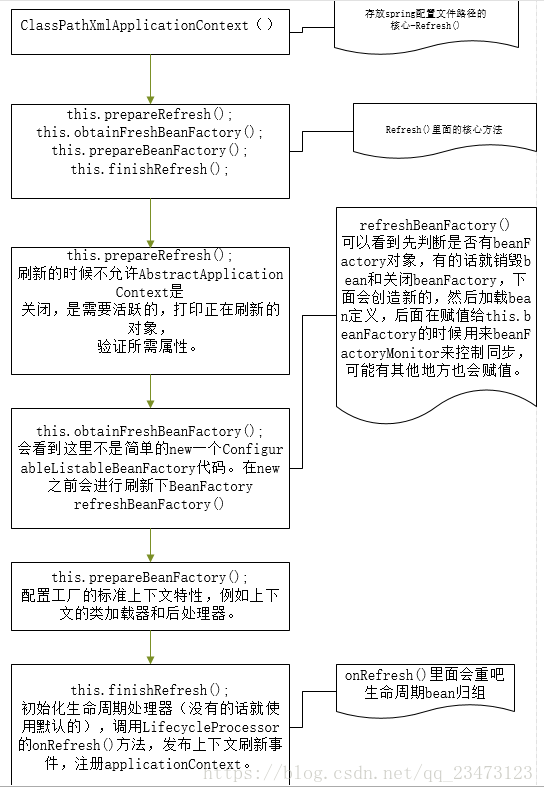 ClassPathXmlApplicationContext（）
存放spring配置文件路径的
核心-Refresh()
this.prepareRefresh();
this.obtainFreshBeanFactory();
this.prepareBeanFactory();
this.finishRefresh();
Refresh()里面的核心方法
this.prepareRefresh();
刷新的时候不允许AbstractApplication
Context是
关闭，是需要活跃的，打印正在刷新的
对象，
验证所需属性。
refreshBeanFactory()
可以看到先判断是否有beanF
actory对象，有的话就销毁b
ean和关闭beanFactory，下
面会创造新的，然后加载bea
n定义，后面在赋值给this.b
eanFactory的时候用来beanF
actoryMonitor来控制同步，
可能有其他地方也会赋值。
this.obtainFreshBeanFactory();
会看到这里不是简单的new一个Configur
ableListableBeanFactory代码。在new
之前会进行刷新下BeanFactory
refreshBeanFactory()
this.prepareBeanFactory();
配置工厂的标准上下文特性，例如上下
文的类加载器和后处理器。
this.finishRefresh();
初始化生命周期处理器（没有的话就使
用默认的），调用LifecycleProcessor
的onRefresh()方法，发布上下文刷新事
件，注册applicationContext。
onRefresh()里面会重吧
生命周期bean归组
https://blog.csdn.net/qq_23473123